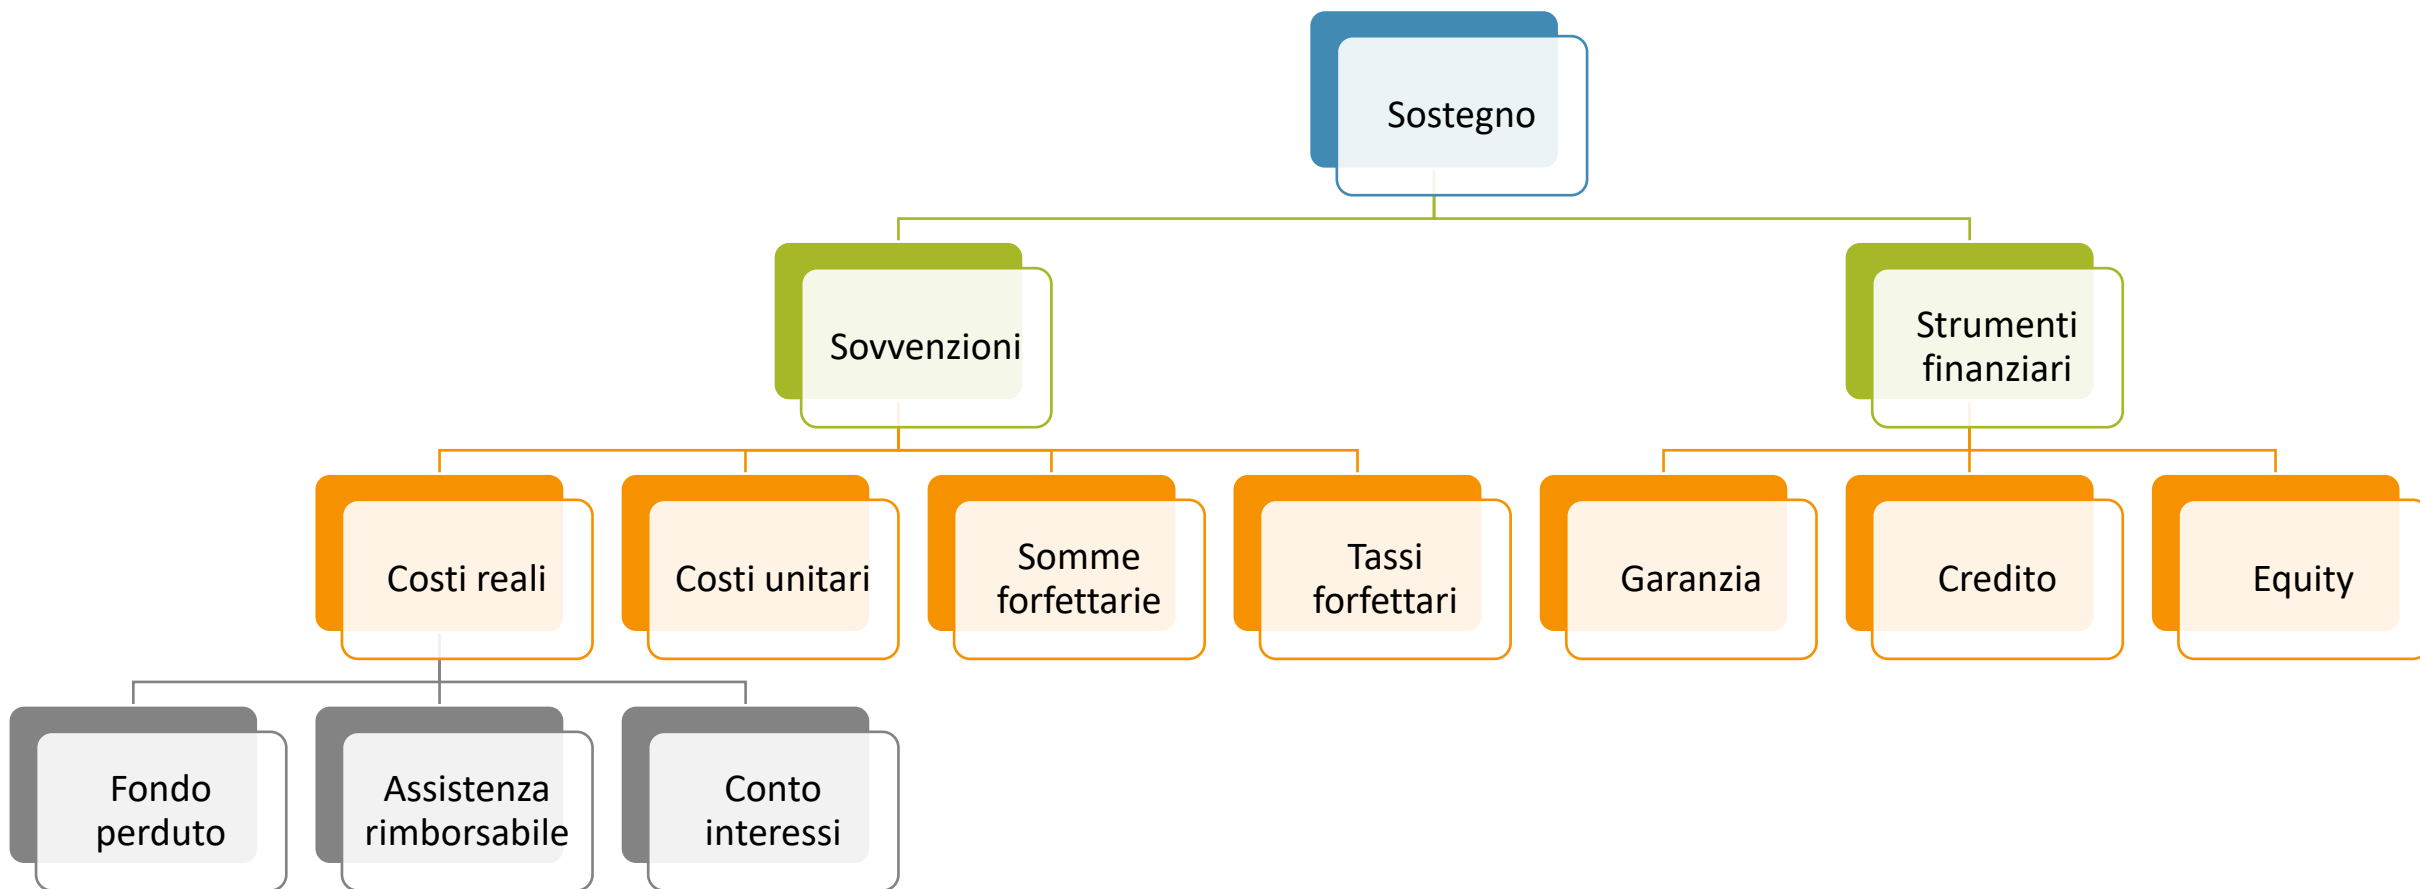 Sostegno
Sovvenzioni
Strumenti
finanziari
Costi reali
Costi unitari
Somme
forfettarie
Tassi
forfettari
Garanzia
Credito
Equity
Fondo
perduto
Assistenza
rimborsabile
Conto
interessi